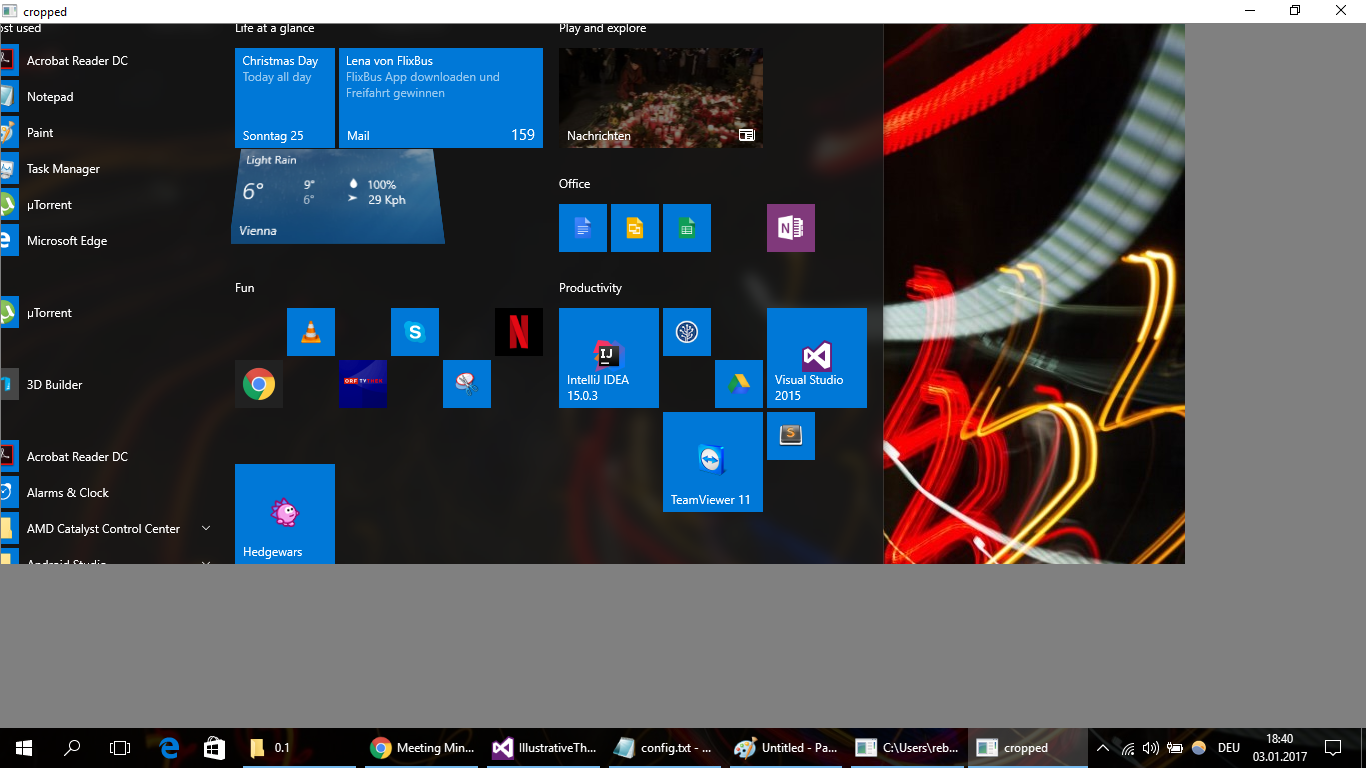 cropped
ost used
Acrobat Reader DC
Notepad
Paint
Task Manager
µTorrent
Microsoft Edge
µTorrent
3D Builder
Acrobat Reader DC
Alarms & Clock
AMD Catalyst Control Center
Android Studio
Life at a glance
Christmas Day
Today all day
Sonntag 25
Lena von FlixBus
FlixBus App downloaden und
Freifahrt gewinnen
Mail 159
Light Rain
6° 9° 100%
6° 29 Kph
Vienna
Fun
S
N
ORF TVTHEK
Hedgewars
Play and explore
Nachrichten
Office
N
Productivity
IJ
IntelliJ IDEA
15.0.3
Visual Studio
2015
S
TeamViewer 11
0.1
Meeting Min...
IllustrativeTh...
config.txt - ...
Untitled - Pa...
C:\Users\reb...
cropped
DEU
18:40
03.01.2017